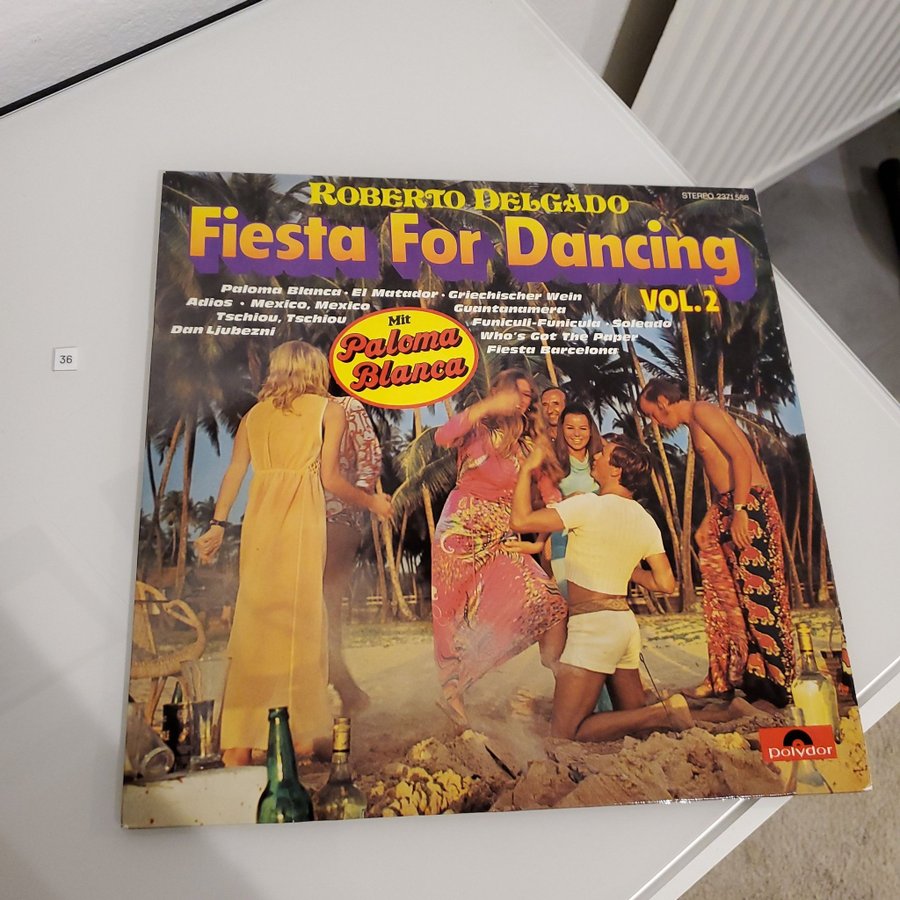 ROBERTO DELGADO
STEREO 2371 588
Fiesta For Dancing
VOL. 2
Paloma Blanca · El Matador · Griechischer Wein
Adios · Mexico, Mexico
Guantanamera
Tschiou, Tschiou
Funiculi-Funicula · Soleado
Dan Ljubezni
Who's Got The Paper
Fiesta Barcelona
Mit
Paloma
Blanca
36
polydor